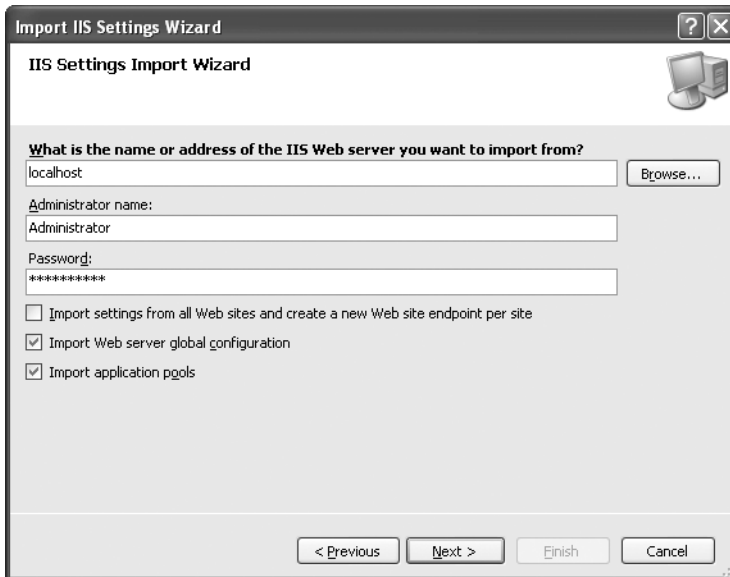 Import IIS Settings Wizard
IIS Settings Import Wizard
What is the name or address of the IIS Web server you want to import from?
localhost
Browse...
Administrator name:
Administrator
Password:
**********
Import settings from all Web sites and create a new Web site endpoint per site
Import Web server global configuration
Import application pools
< Previous
Next >
Finish
Cancel